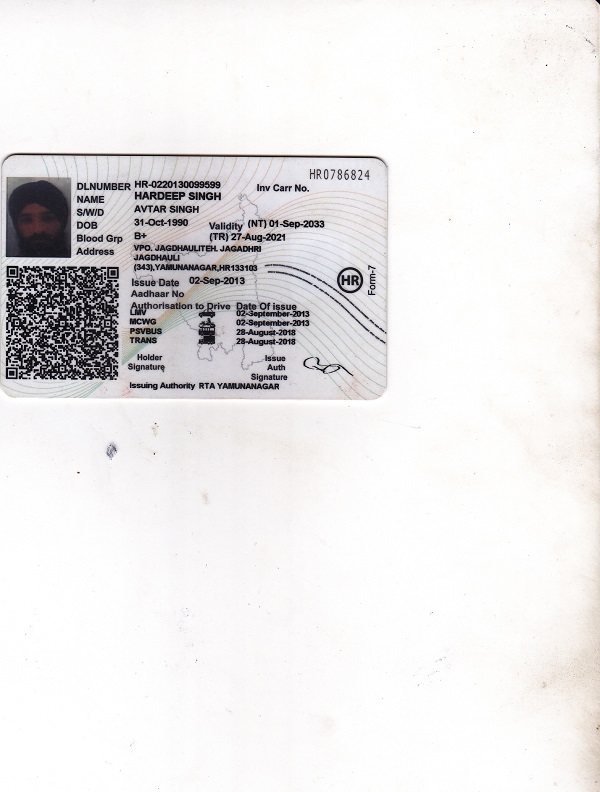 HR0786824
DLNUMBER HR-0220130099599
Inv Carr No.
NAME HARDEEP SINGH
S/W/D AVTAR SINGH
DOB 31-Oct-1990 Validity (NT) 01-Sep-2033
Blood Grp B+ (TR) 27-Aug-2021
Address VPO. JAGDHAULITEH. JAGADHRI
JAGDHAULI
(343),YAMUNANAGAR,HR133103
Issue Date 02-Sep-2013
Aadhaar No
Authorisation to Drive Date Of issue
LMV 02-September-2013
MCWG 02-September-2013
PSVBUS 28-August-2018
TRANS 28-August-2018
HR
Form-7
Holder
Signature
Issue
Auth
Signature
Issuing Authority RTA YAMUNANAGAR